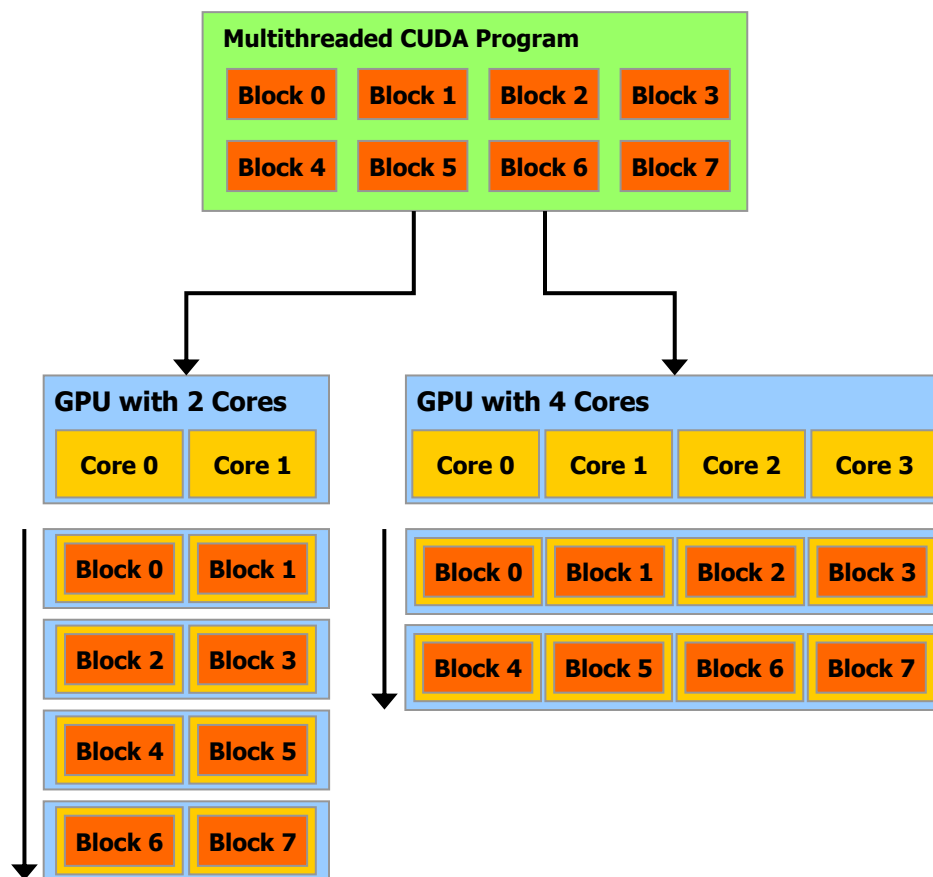 Multithreaded CUDA Program
Block 0 Block 1 Block 2 Block 3
Block 4 Block 5 Block 6 Block 7
GPU with 2 Cores
Core 0 Core 1
Block 0 Block 1
Block 2 Block 3
Block 4 Block 5
Block 6 Block 7
GPU with 4 Cores
Core 0 Core 1 Core 2 Core 3
Block 0 Block 1 Block 2 Block 3
Block 4 Block 5 Block 6 Block 7